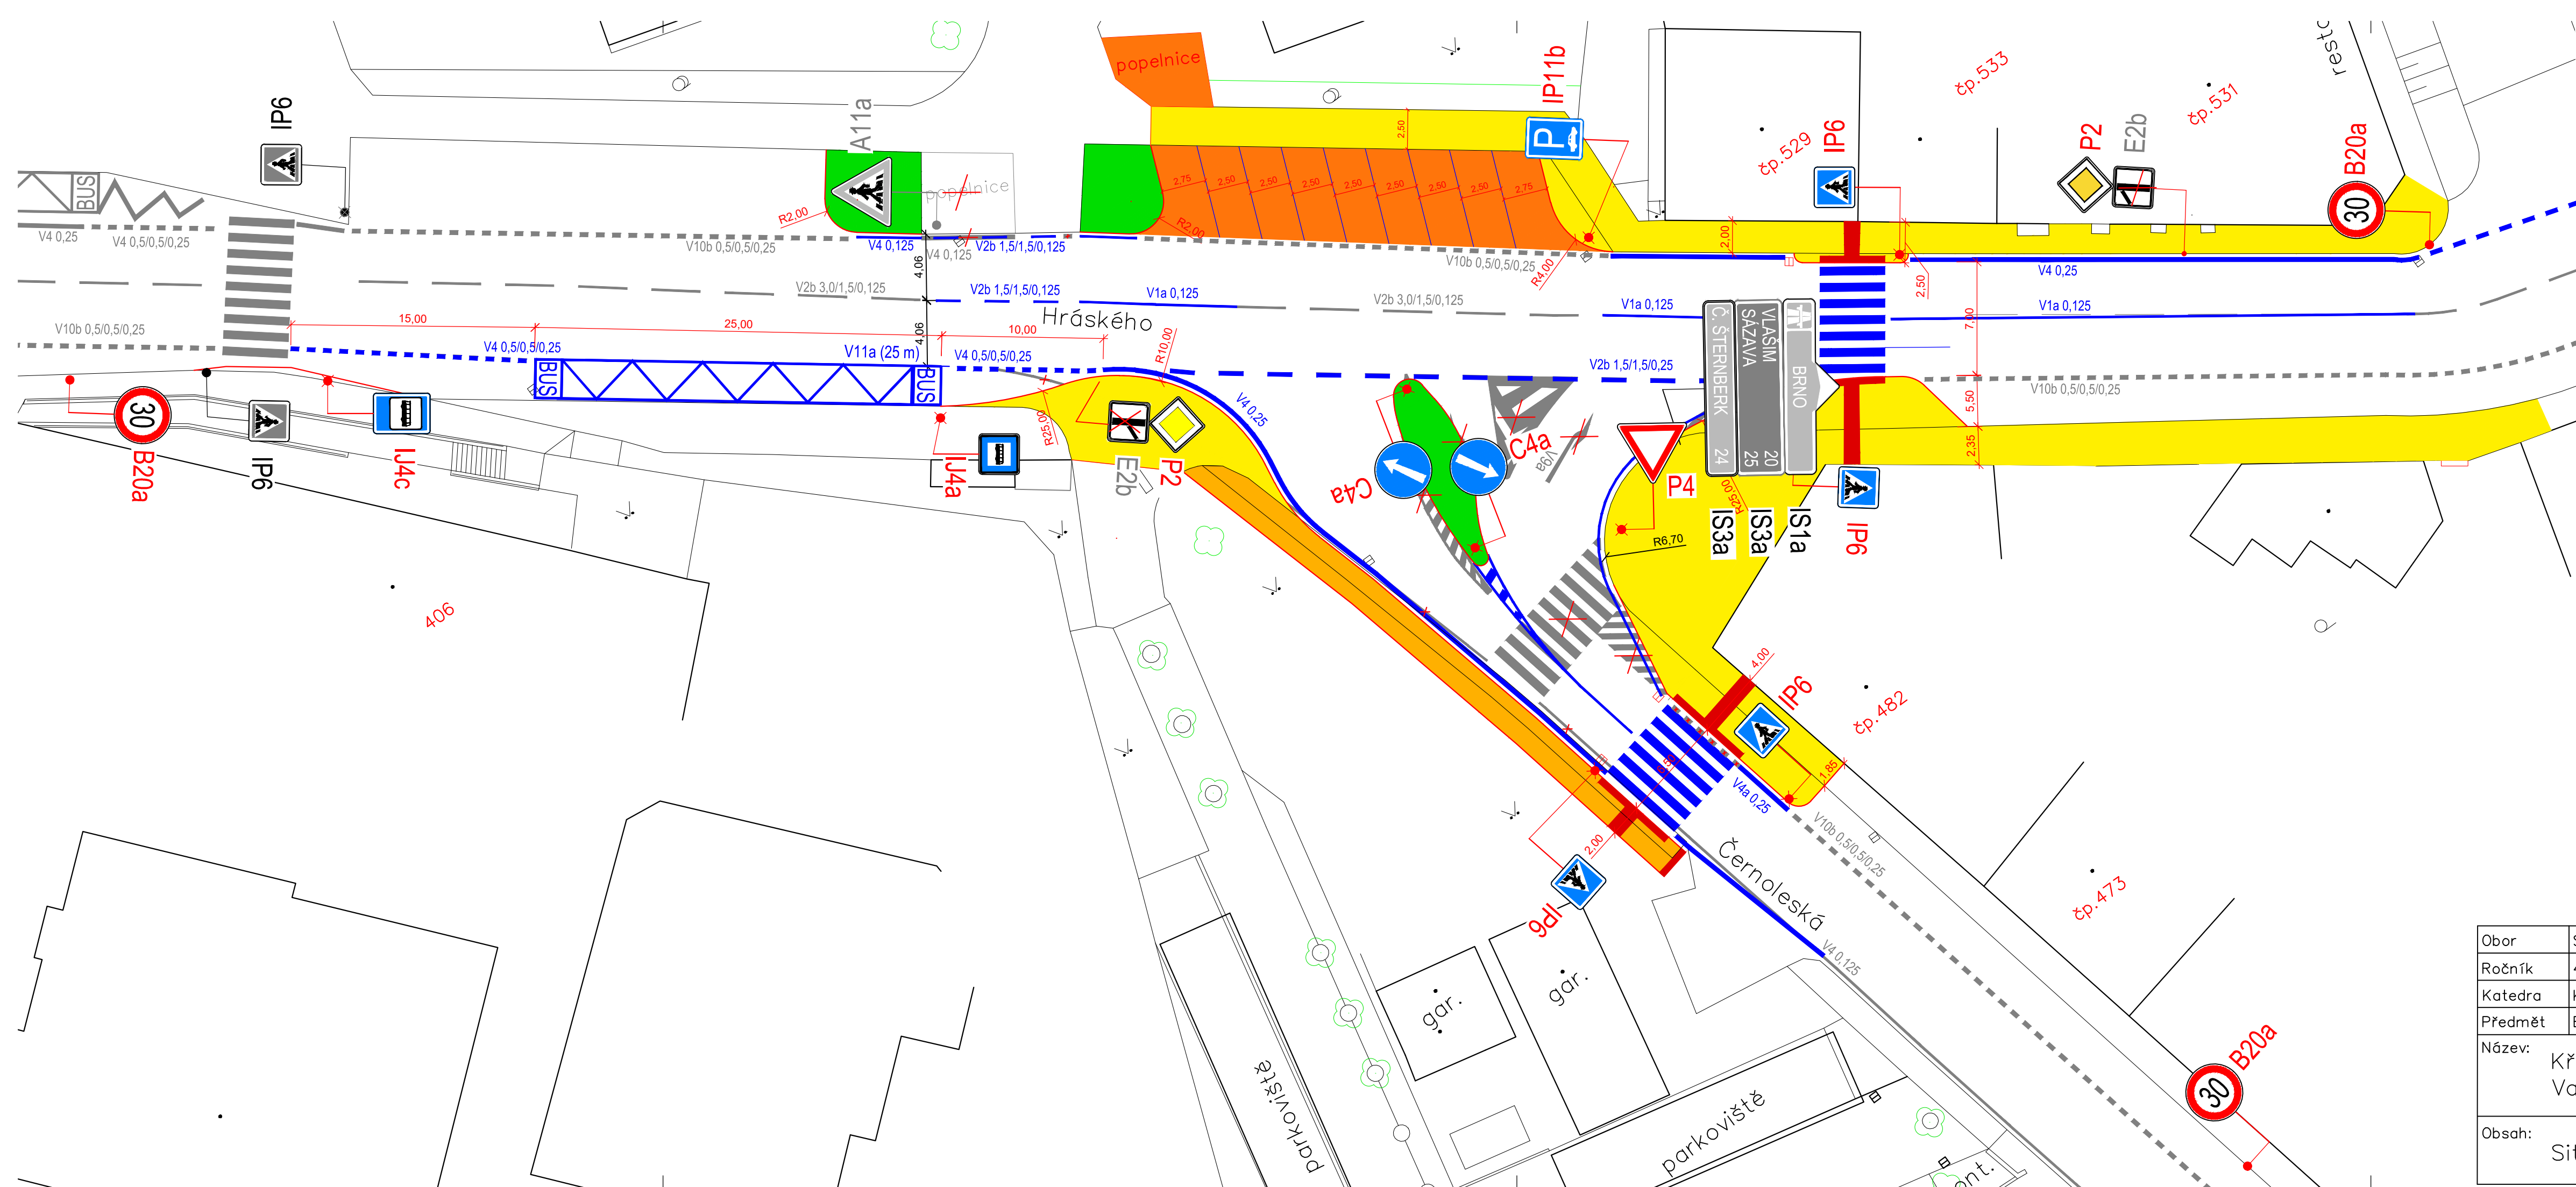 popelnice
IP11b
2,50
A11a
IP6
popelnice
BUS
V4 0,25
V4 0,5/0,5/0,25
R2,00
V10b 0,5/0,5/0,25
V4 0,125
V4 0,125
V2b 1,5/1,5/0,125
R2,00
2,75
2,50
2,50
2,50
2,50
2,50
2,50
2,50
2,75
P
R4,00
V10b 0,5/0,5/0,25
čp.533
čp.529
čp.531
IP6
P2
E2b
B20a
30
2,00
2,50
V4 0,25
V2b 3,0/1,5/0,125
4,06
4,06
V2b 1,5/1,5/0,125
V1a 0,125
V2b 3,0/1,5/0,125
V1a 0,125
V1a 0,125
7,00
Hráského
V10b 0,5/0,5/0,25
15,00
25,00
10,00
R10,00
V4 0,5/0,5/0,25
V11a (25 m)
V4 0,5/0,5/0,25
BUS
BUS
V2b 1,5/1,5/0,25
V10b 0,5/0,5/0,25
5,50
2,35
Č. ŠTERNBERK 24
VLAŠIM 20
SÁZAVA 25
BRNO
30
B20a
IP6
IJ4c
IJ4a
R25,00
E2b
P2
V4 0,25
C4a
C4a
V9a
P4
R25,00
IS3a
IS3a
IS1a
IP6
R6,70
406
4,00
IP6
čp.482
1,85
V4a 0,25
V10b 0,5/0,5/0,25
2,00
IP6
Černoleská
V4 0,125
čp.473
gar.
gar.
parkoviště
parkoviště
B20a
30
Obor
Ročník
Katedra
Předmět
Název:
Obsah: